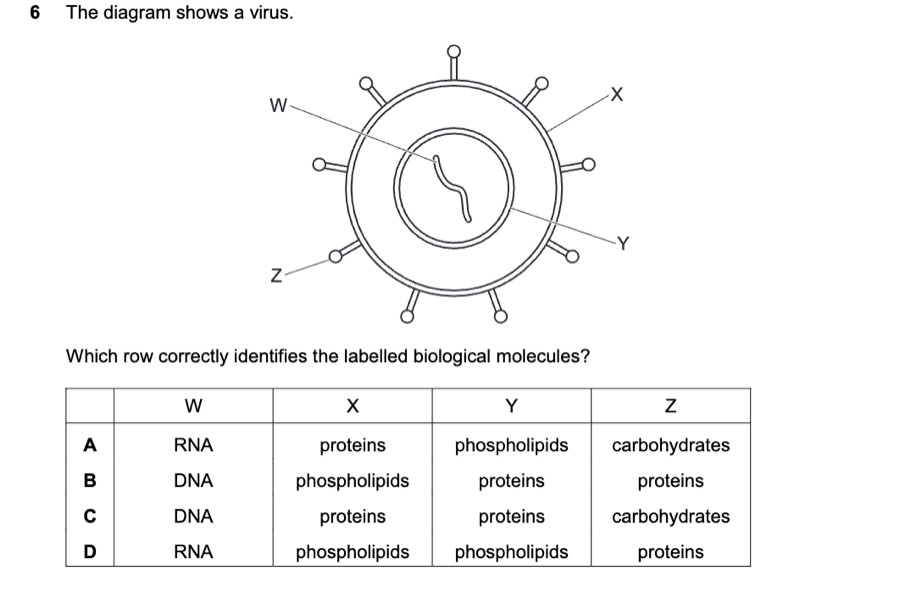 6 The diagram shows a virus.
X
W
Y
Z
Which row correctly identifies the labelled biological molecules?
W X Y Z
A RNA proteins phospholipids carbohydrates
B DNA phospholipids proteins proteins
C DNA proteins proteins carbohydrates
D RNA phospholipids phospholipids proteins